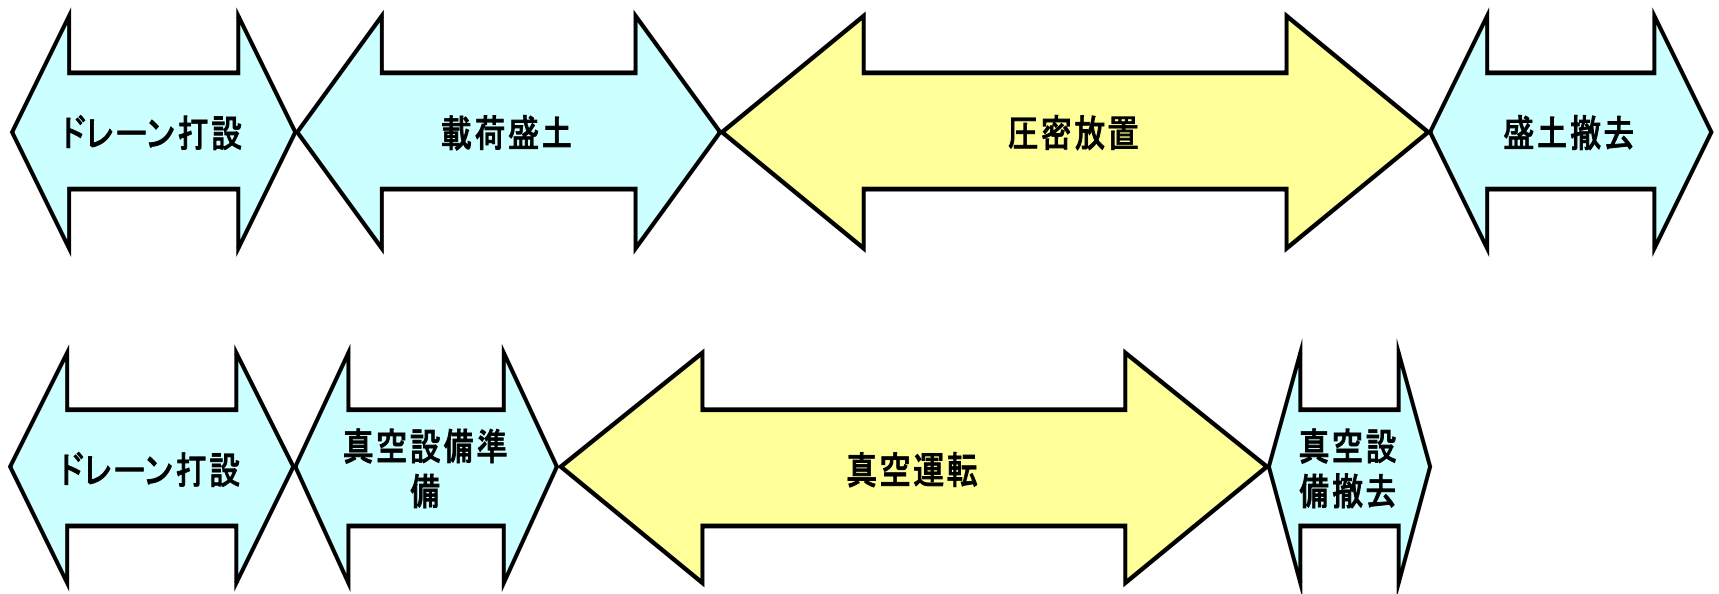 ドレーン打設
載荷盛土
圧密放置
盛土撤去
ドレーン打設
真空設備準
備
真空運転
真空設
備撤去